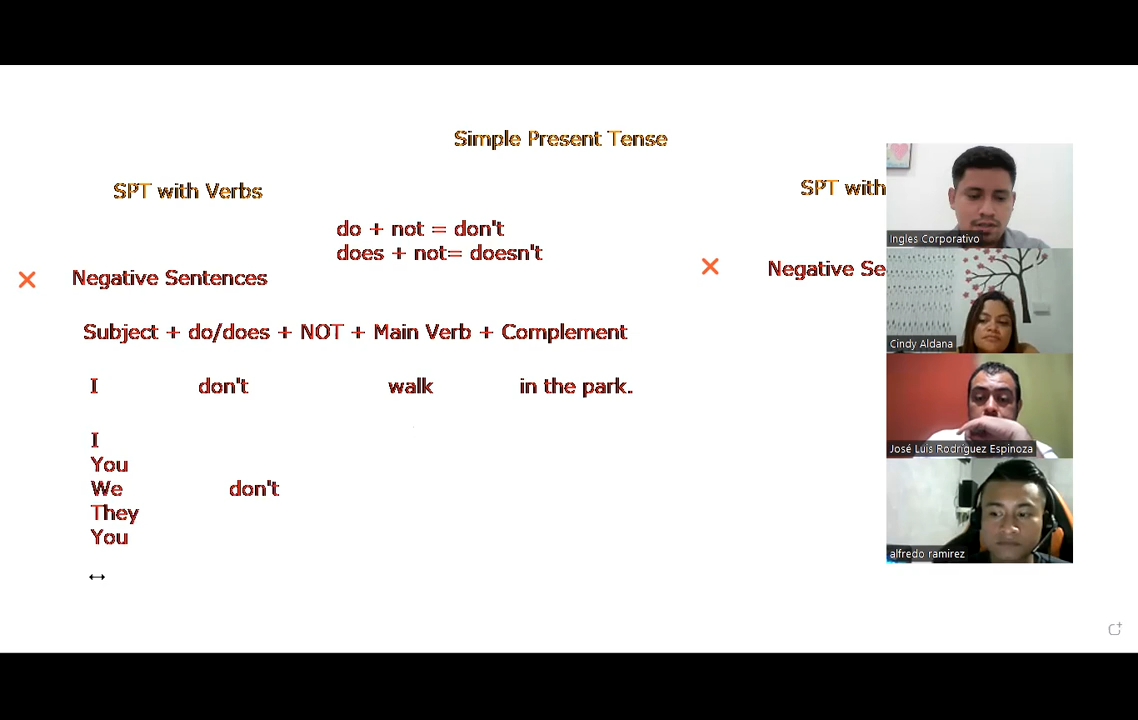 Simple Present Tense
SPT with Verbs
do + not = don't
does + not= doesn't
Negative Sentences
Subject + do/does + NOT + Main Verb + Complement
I don't walk in the park.
I
You
We don't
They
You
SPT with
Negative Se
Ingles Corporativo
Cindy Aldana
José Luis Rodríguez Espinoza
alfredo ramirez